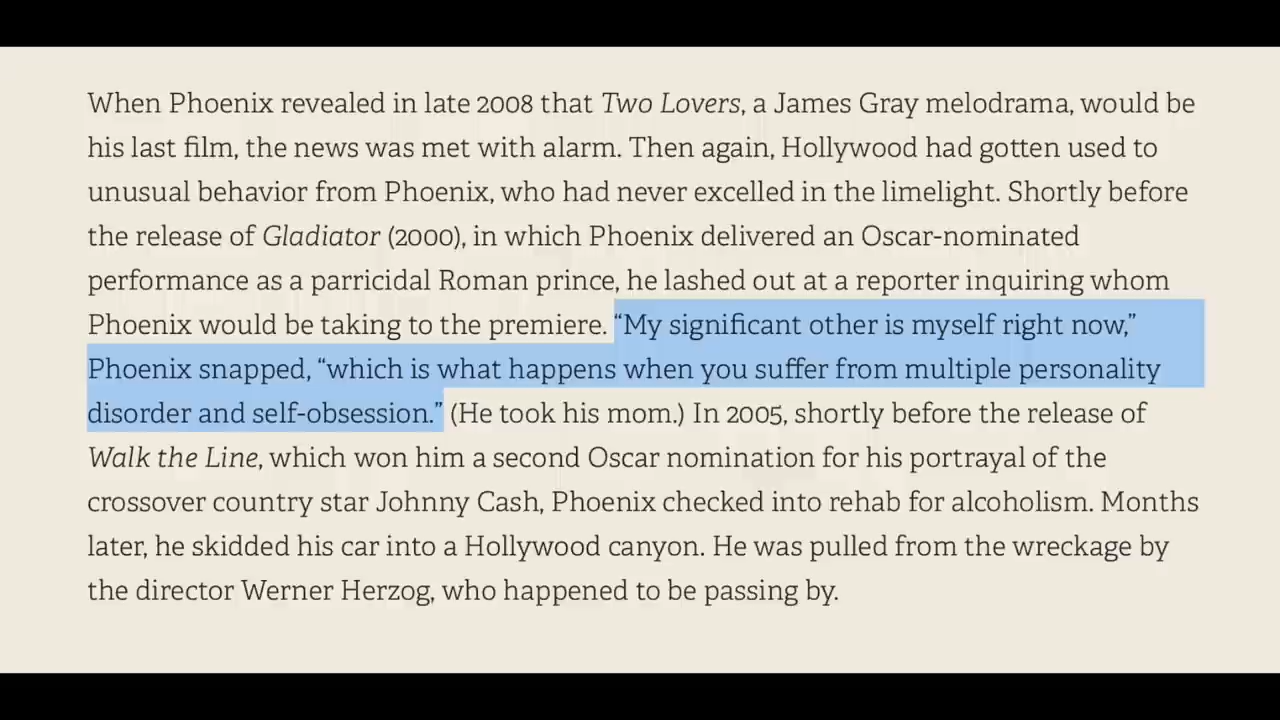 When Phoenix revealed in late 2008 that Two Lovers, a James Gray melodrama, would be
his last film, the news was met with alarm. Then again, Hollywood had gotten used to
unusual behavior from Phoenix, who had never excelled in the limelight. Shortly before
the release of Gladiator (2000), in which Phoenix delivered an Oscar-nominated
performance as a parricidal Roman prince, he lashed out at a reporter inquiring whom
Phoenix would be taking to the premiere. “My significant other is myself right now,”
Phoenix snapped, “which is what happens when you suffer from multiple personality
disorder and self-obsession.” (He took his mom.) In 2005, shortly before the release of
Walk the Line, which won him a second Oscar nomination for his portrayal of the
crossover country star Johnny Cash, Phoenix checked into rehab for alcoholism. Months
later, he skidded his car into a Hollywood canyon. He was pulled from the wreckage by
the director Werner Herzog, who happened to be passing by.